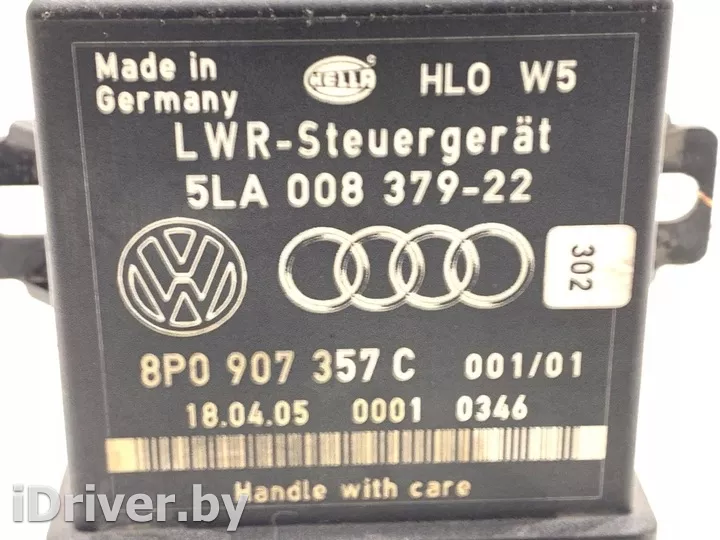 Made in
Germany
HELLA
HLO W5
LWR-Steuergerät
5LA 008 379-22
302
8P0 907 357 C 001/01
18.04.05 0001 0346
Handle with care
iDriver.by